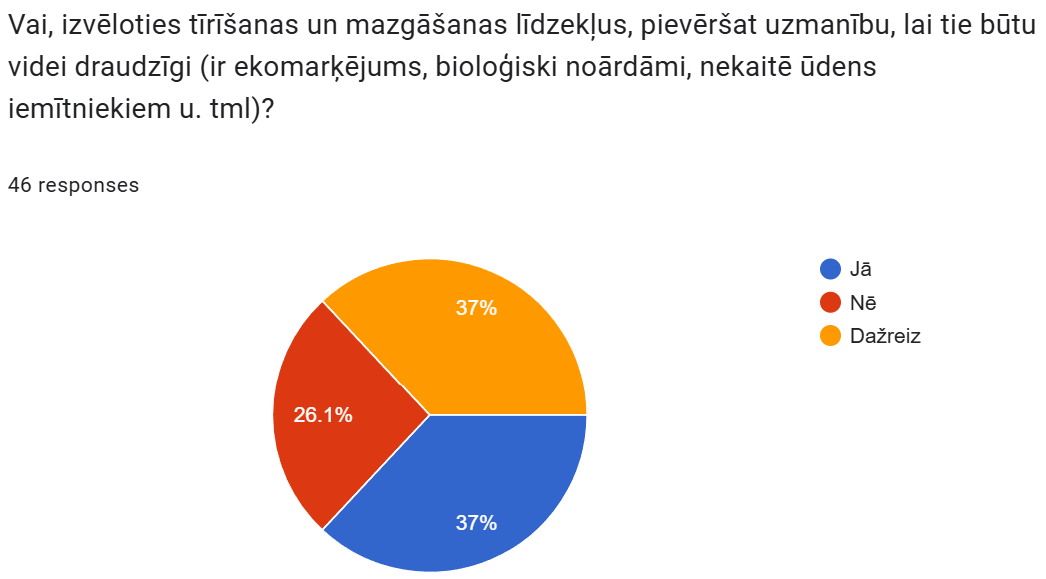 Vai, izvēloties tīrīšanas un mazgāšanas līdzekļus, pievēršat uzmanību, lai tie būtu
videi draudzīgi (ir ekomarķējums, bioloģiski noārdāmi, nekaitē ūdens
iemītniekiem u. tml)?
46 responses
37%
26.1%
37%
Jā
Nē
Dažreiz